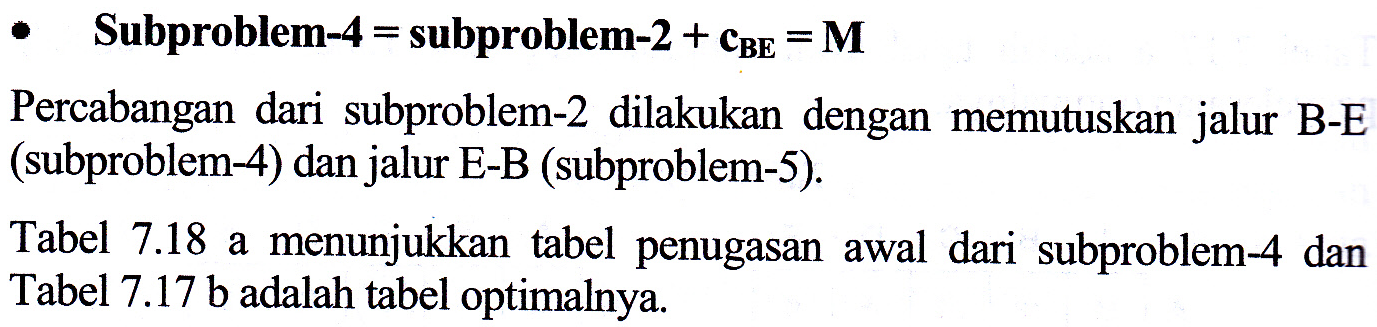 • Subproblem-4 = subproblem-2 + cBE = M
Percabangan dari subproblem-2 dilakukan dengan memutuskan jalur B-E
(subproblem-4) dan jalur E-B (subproblem-5).
Tabel 7.18 a menunjukkan tabel penugasan awal dari subproblem-4 dan
Tabel 7.17 b adalah tabel optimalnya.